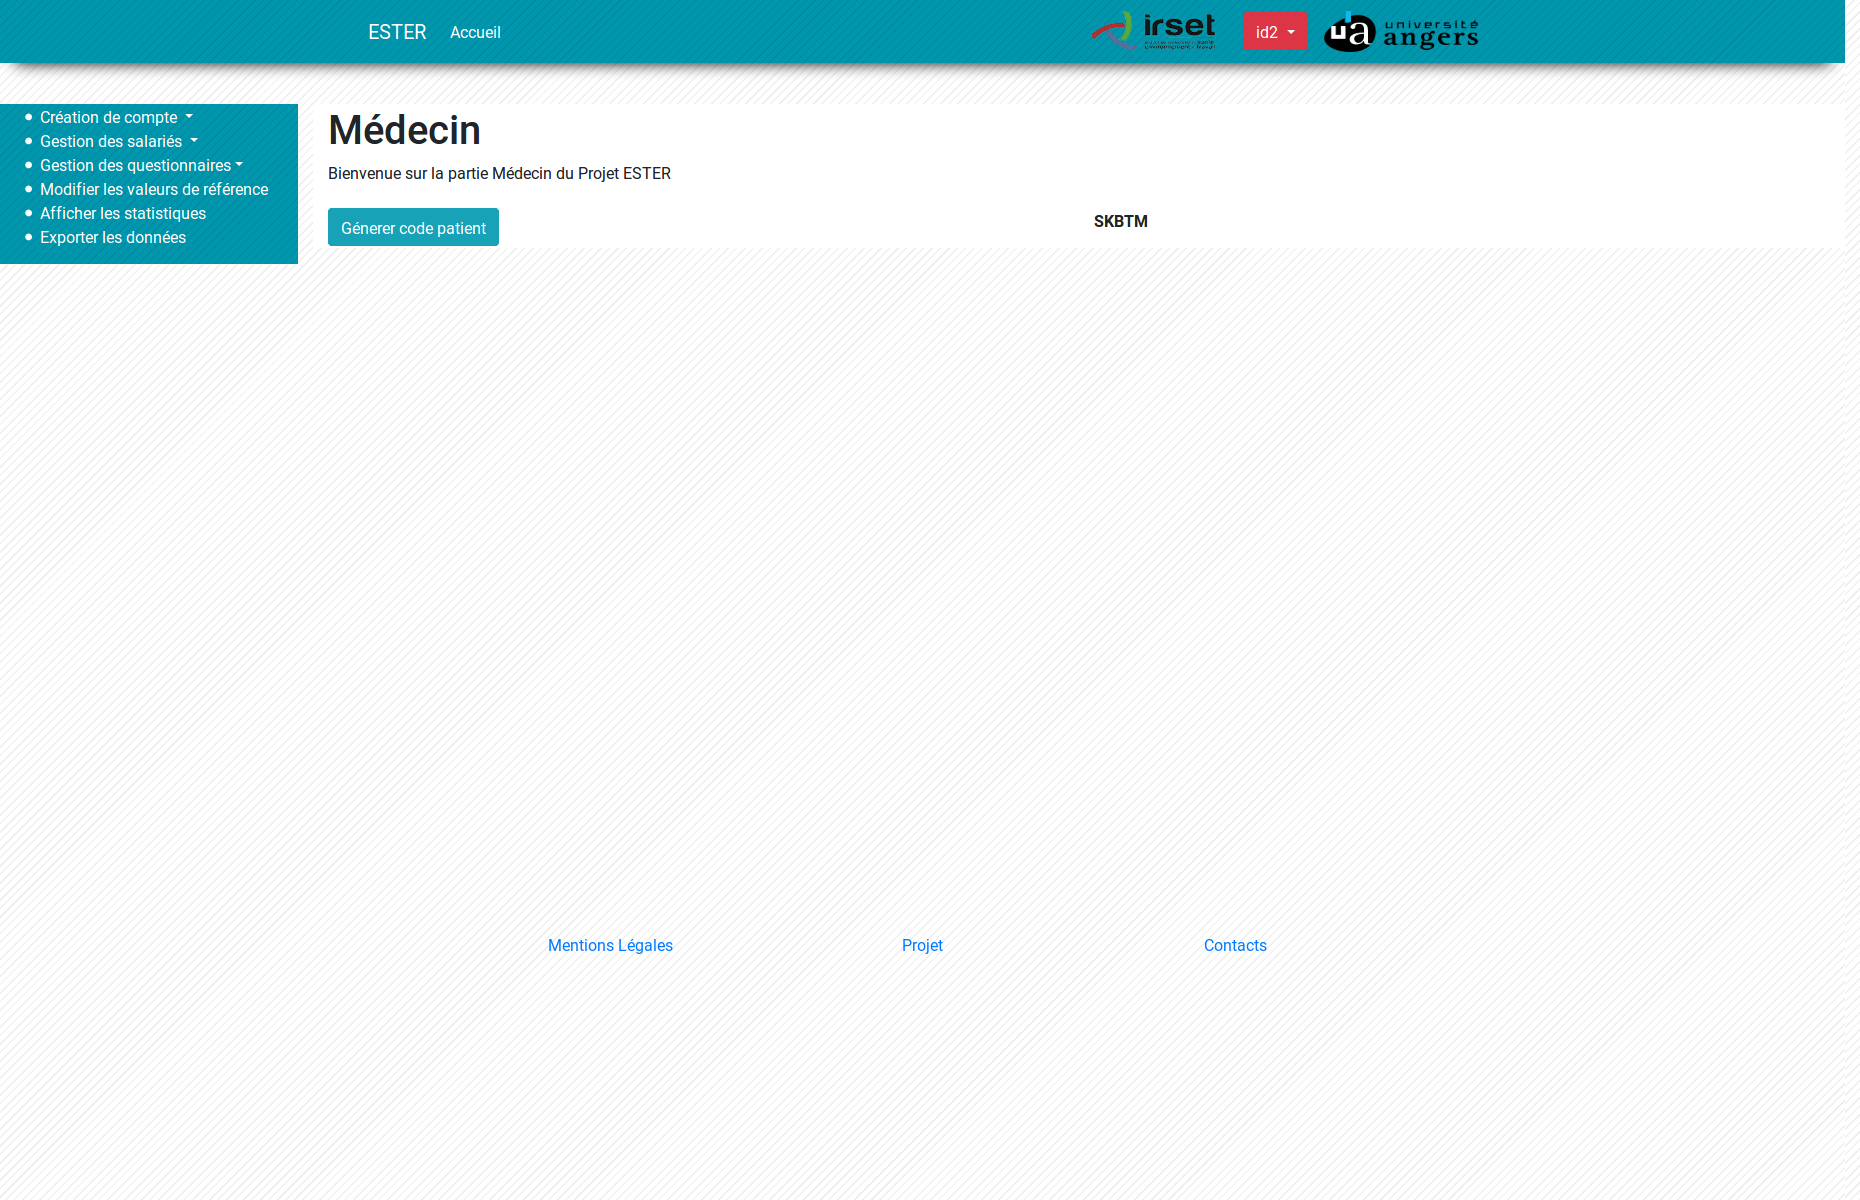 ESTER Accueil
irset
id2
université
angers
Création de compte
Gestion des salariés
Gestion des questionnaires
Modifier les valeurs de référence
Afficher les statistiques
Exporter les données
Médecin
Bienvenue sur la partie Médecin du Projet ESTER
Génerer code patient
SKBTM
Mentions Légales
Projet
Contacts